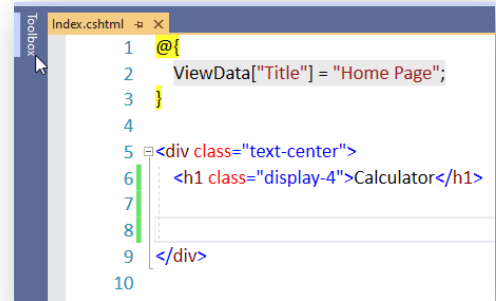 Toolbox
Index.cshtml
1 @{
2 ViewData["Title"] = "Home Page";
3 }
4
5 <div class="text-center">
6 <h1 class="display-4">Calculator</h1>
7
8
9 </div>
10